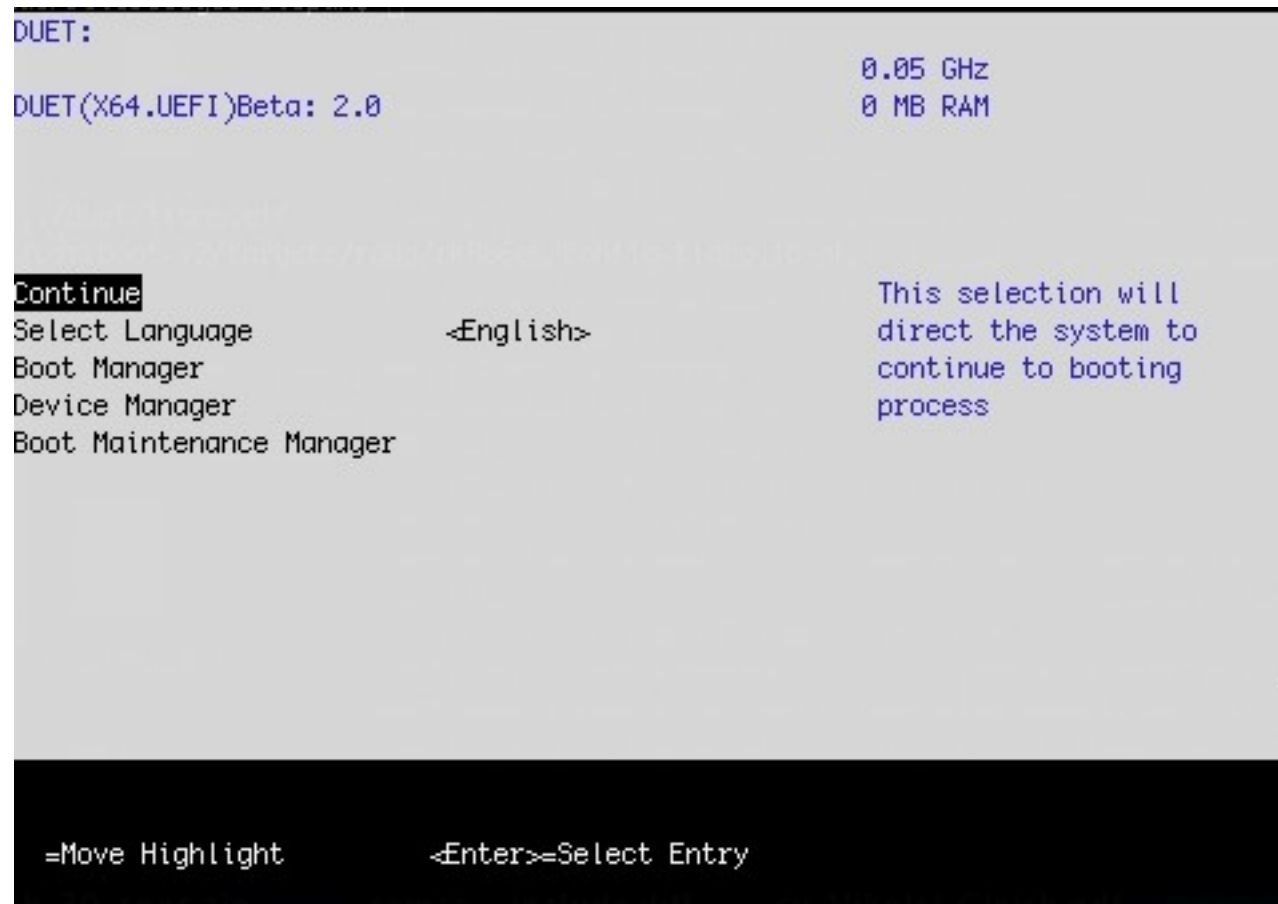 DUET:
0.05 GHz
DUET(X64.UEFI)Beta: 2.0
0 MB RAM
Continue
This selection will
Select Language <English>
direct the system to
Boot Manager
continue to booting
Device Manager
process
Boot Maintenance Manager
=Move Highlight <Enter>=Select Entry